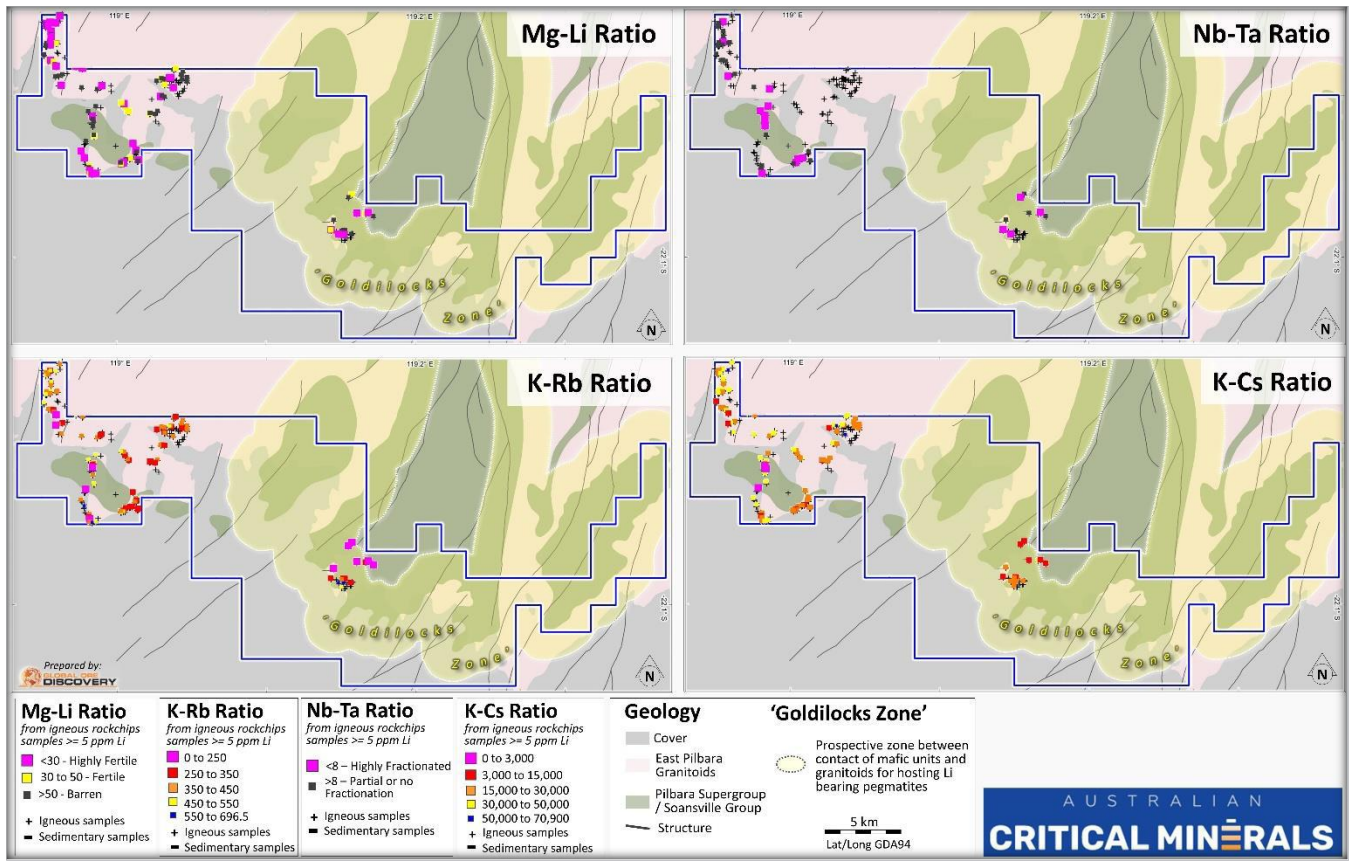 119° E
119.2° E
Mg-Li Ratio
-22.1° S
'Goldilocks
Zone'
N
119° E
119.2° E
Nb-Ta Ratio
-22.1° S
'Goldilocks
Zone'
N
119° E
119.2° E
K-Rb Ratio
-22.1° S
'Goldilocks
Zone'
N
Prepared by:
GLOBAL ORE
DISCOVERY
119° E
119.2° E
K-Cs Ratio
-22.1° S
'Goldilocks
Zone'
N
Mg-Li Ratio
from igneous rockchips
samples >= 5 ppm Li
<30 - Highly Fertile
30 to 50 - Fertile
>50 - Barren
Igneous samples
Sedimentary samples
K-Rb Ratio
from igneous rockchips
samples >= 5 ppm Li
0 to 250
250 to 350
350 to 450
450 to 550
550 to 696.5
Igneous samples
Sedimentary samples
Nb-Ta Ratio
from igneous rockchips
samples >= 5 ppm Li
<8 – Highly Fractionated
>8 – Partial or no
Fractionation
Igneous samples
Sedimentary samples
K-Cs Ratio
from igneous rockchips
samples >= 5 ppm Li
0 to 3,000
3,000 to 15,000
15,000 to 30,000
30,000 to 50,000
50,000 to 70,900
Igneous samples
Sedimentary samples
Geology
Cover
East Pilbara
Granitoids
Pilbara Supergroup
/ Soansville Group
Structure
'Goldilocks Zone'
Prospective zone between
contact of mafic units and
granitoids for hosting Li
bearing pegmatites
5 km
Lat/Long GDA94
AUSTRALIAN
CRITICAL MINERALS